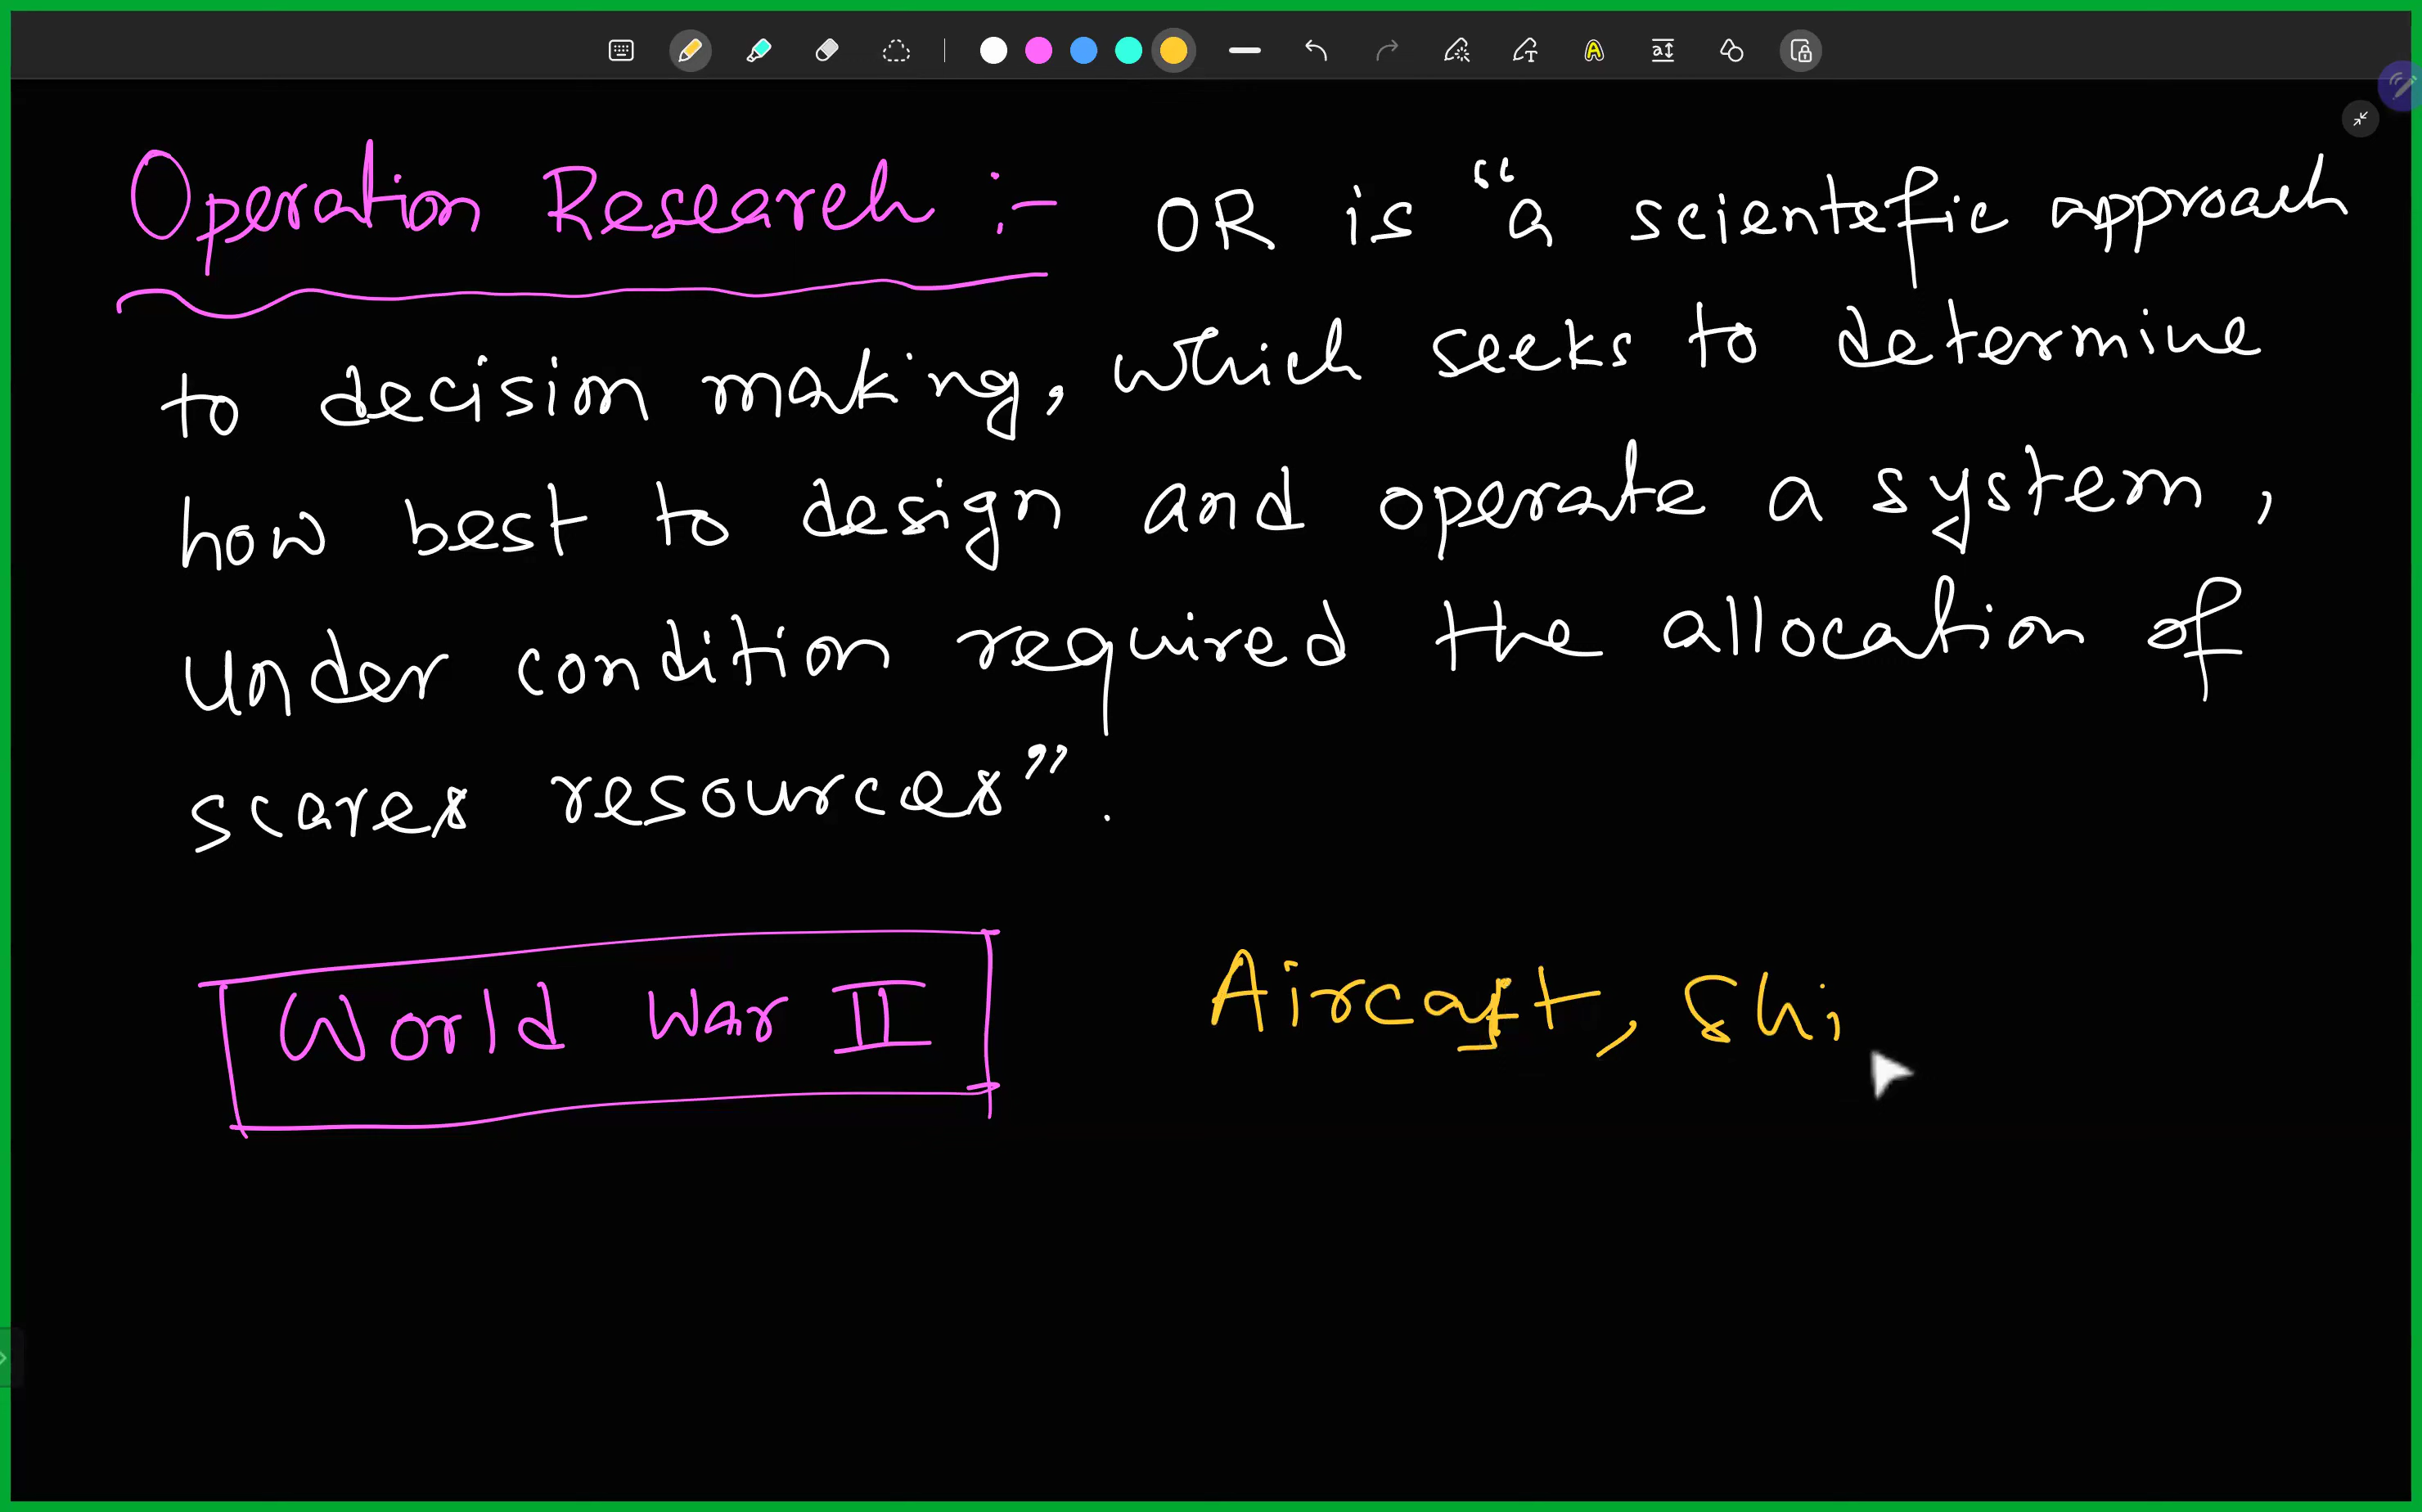 Operation Research :- OR is "a scientefic approach
to decision making, which seeks to determine
how best to design and operate a system,
under condition required the allocation of
scares resources".
World War II
Aircaft, Shi